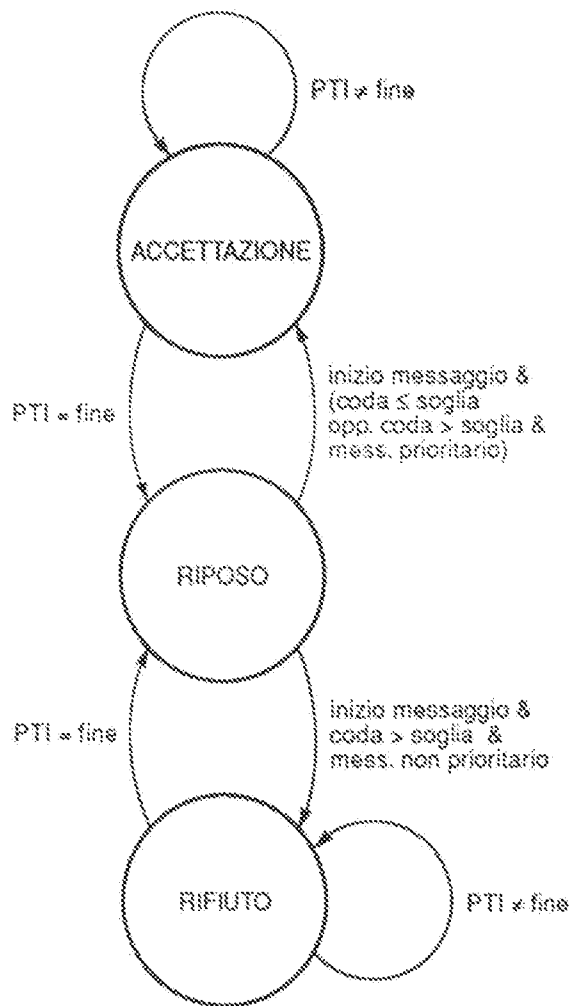 PTI ≠ fine
ACCETTAZIONE
PTI = fine
inizio messaggio &
(coda ≤ soglia
opp. coda > soglia &
mess. prioritario)
RIPOSO
PTI = fine
inizio messaggio &
coda > soglia &
mess. non prioritario
RIFIUTO
PTI ≠ fine